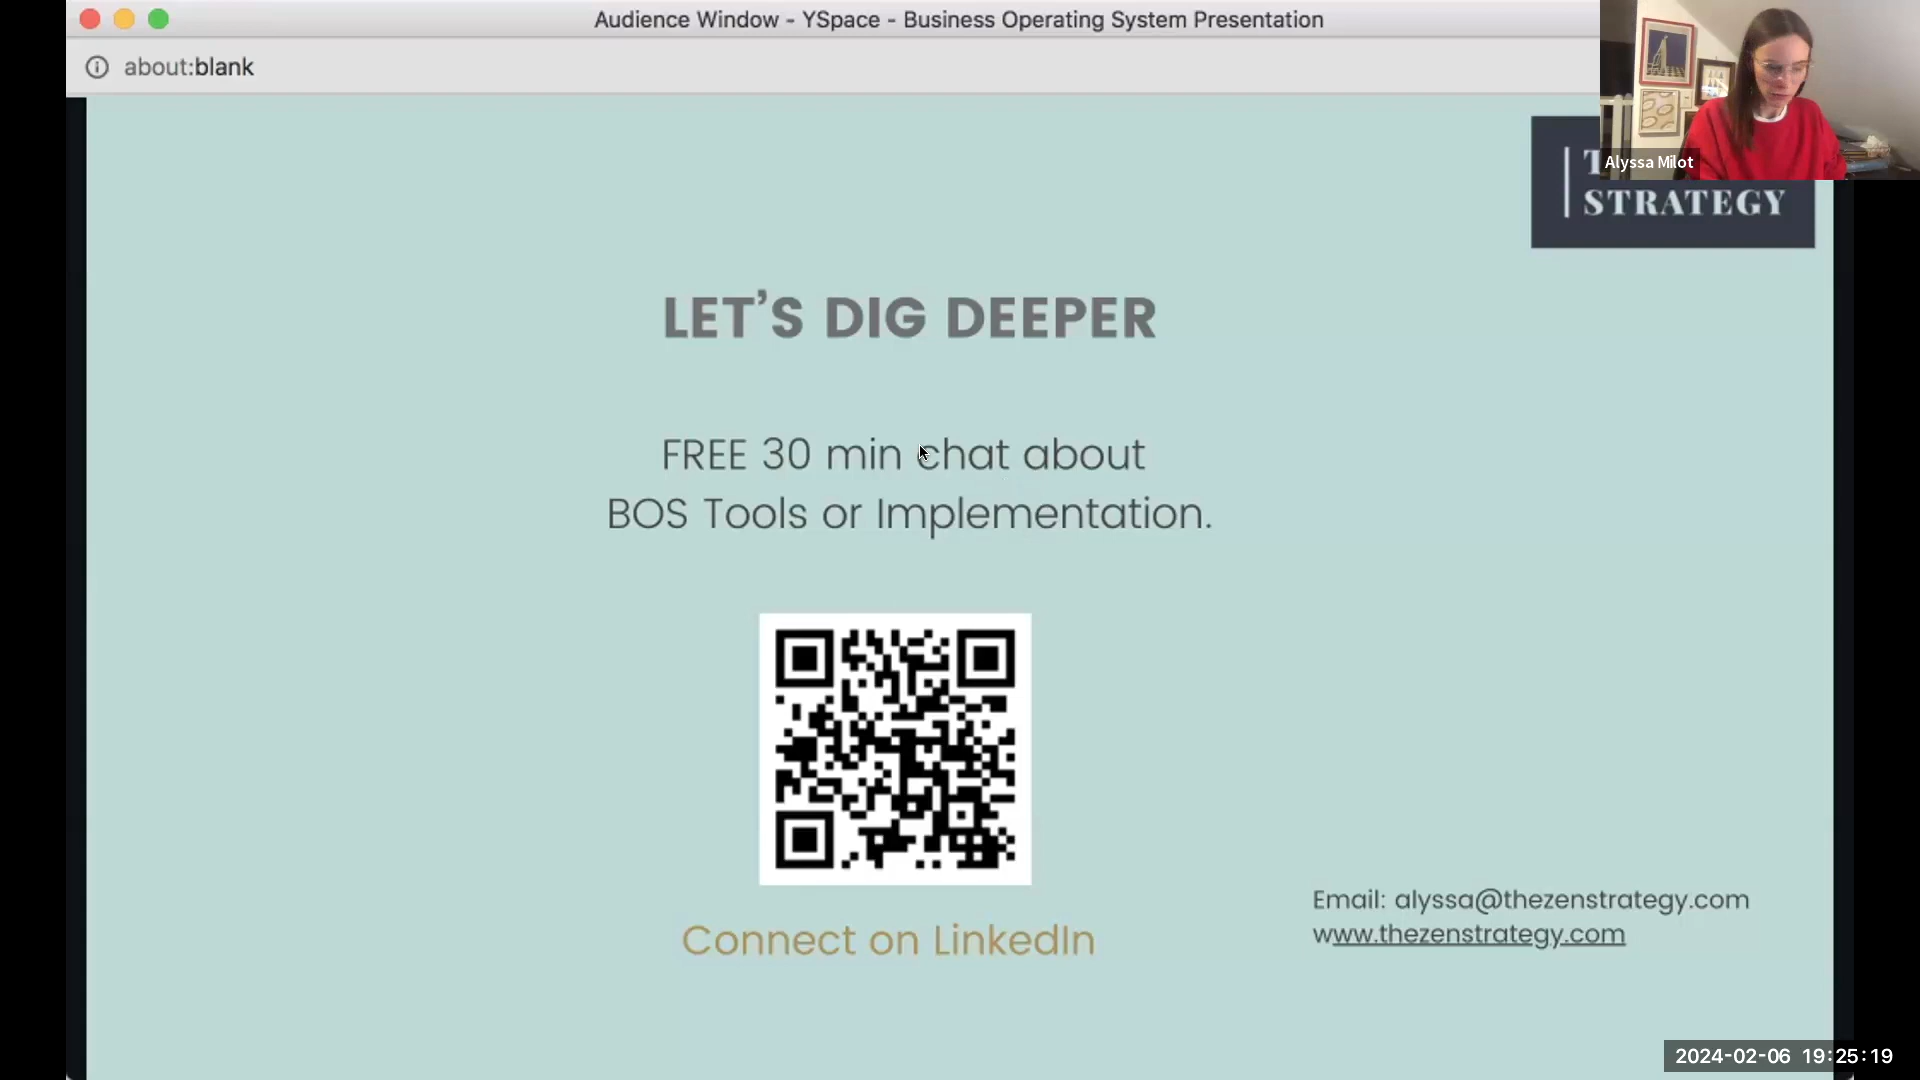 Audience Window - YSpace - Business Operating System Presentation
about:blank
Alyssa Milot
STRATEGY
LET'S DIG DEEPER
FREE 30 min chat about
BOS Tools or Implementation.
Connect on LinkedIn
Email: alyssa@thezenstrategy.com
www.thezenstrategy.com
2024-02-06 19:25:19